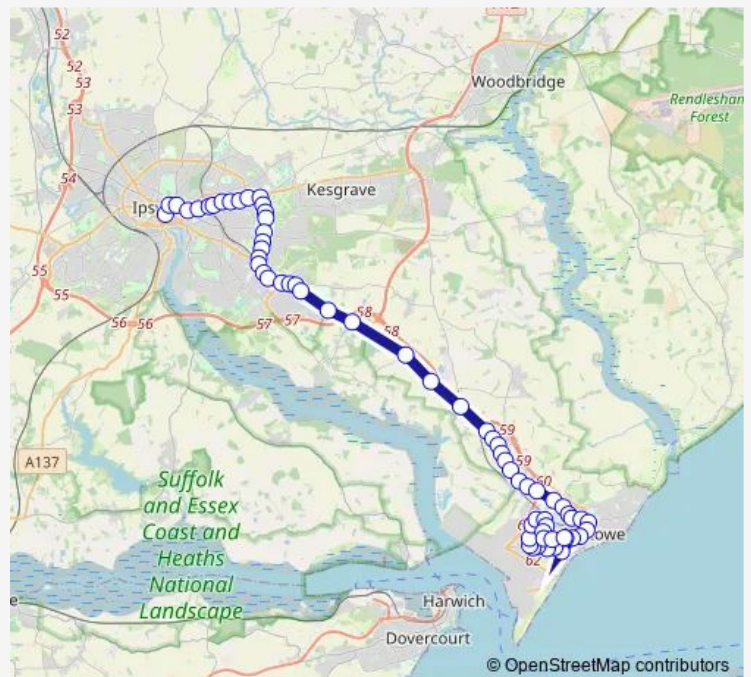 52
52
53
53
Woodbridge
Rendlesham
Forest
54
Kesgrave
Ips
55
55
56 56
57 57
58
58
59
59
60
A137
Suffolk
and Essex
Coast and
Heaths
National
Landscape
owe
62
Harwich
Dovercourt
© OpenStreetMap contributors